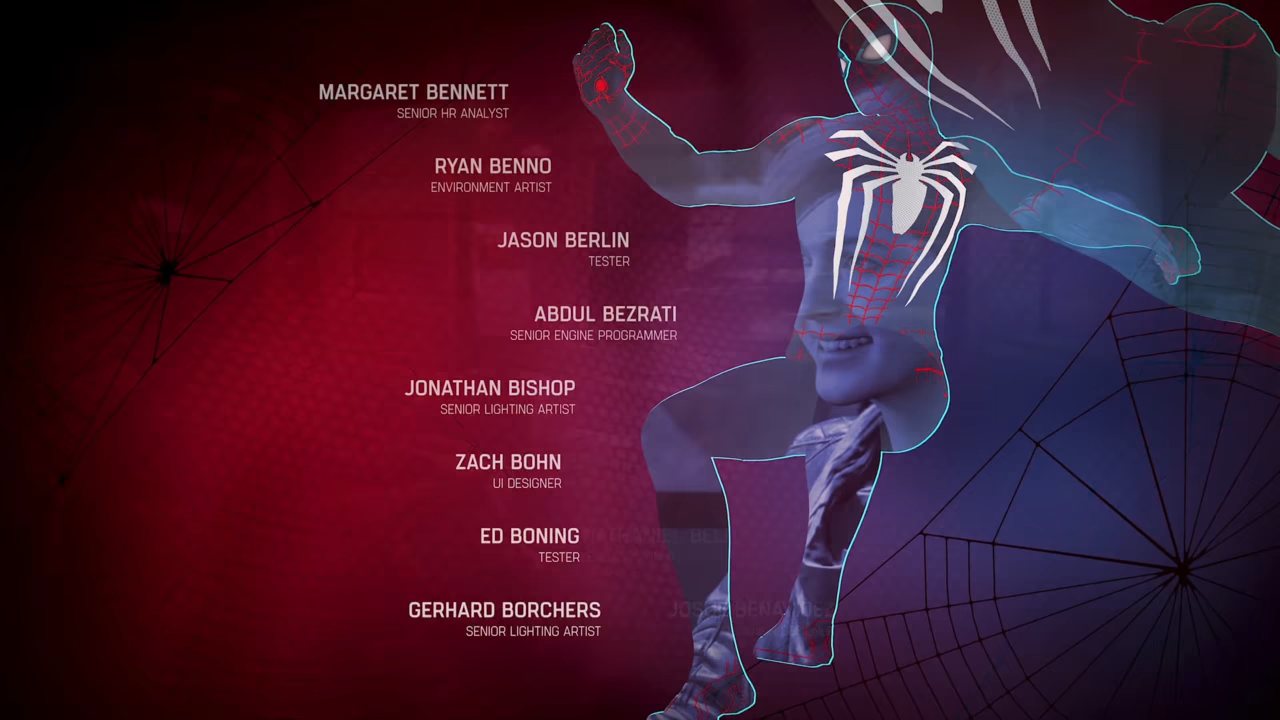 MARGARET BENNETT
SENIOR HR ANALYST
RYAN BENNO
ENVIRONMENT ARTIST
JASON BERLIN
TESTER
ABDUL BEZRATI
SENIOR ENGINE PROGRAMMER
JONATHAN BISHOP
SENIOR LIGHTING ARTIST
ZACH BOHN
UI DESIGNER
ED BONING
TESTER
GERHARD BORCHERS
SENIOR LIGHTING ARTIST